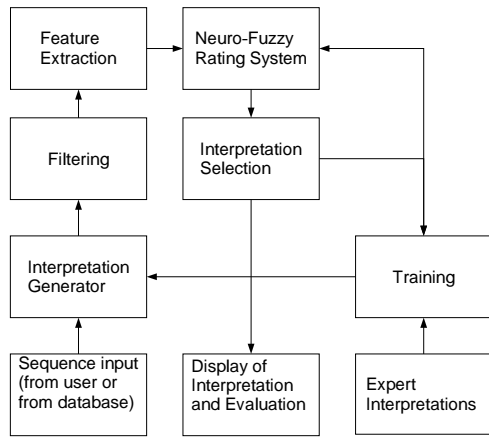 Feature
Extraction
Neuro-Fuzzy
Rating System
Filtering
Interpretation
Selection
Interpretation
Generator
Training
Sequence input
(from user or
from database)
Display of
Interpretation
and Evaluation
Expert
Interpretations